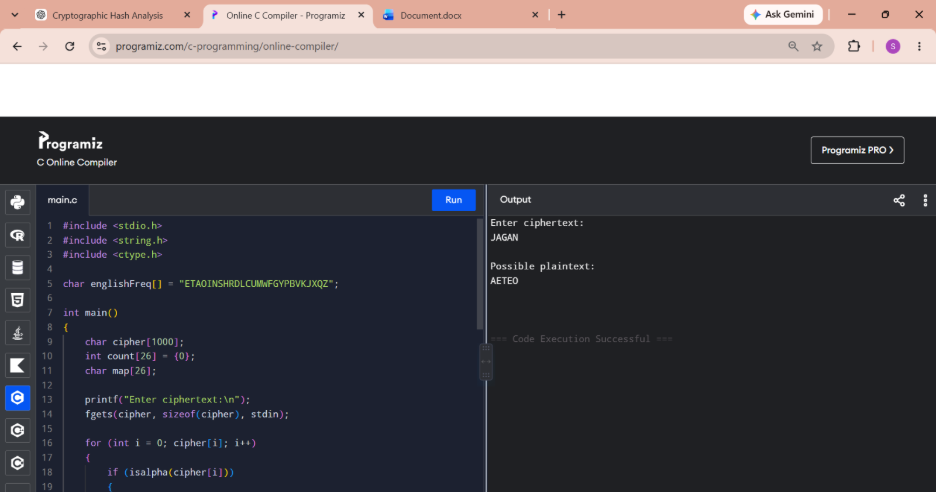 Cryptographic Hash Analysis
Online C Compiler - Programiz
Document.docx
Ask Gemini
programiz.com/c-programming/online-compiler/
S
Programiz
C Online Compiler
Programiz PRO
main.c
Run
Output
1 #include <stdio.h>
2 #include <string.h>
3 #include <ctype.h>
4
5 char englishFreq[] = "ETAOINSHRDLCUMWFGYPBVKJXQZ";
6
7 int main()
8 {
9 char cipher[1000];
10 int count[26] = {0};
11 char map[26];
12
13 printf("Enter ciphertext:\n");
14 fgets(cipher, sizeof(cipher), stdin);
15
16 for (int i = 0; cipher[i]; i++)
17 {
18 if (isalpha(cipher[i]))
19 {
Enter ciphertext:
JAGAN
Possible plaintext:
AETEO
=== Code Execution Successful ===